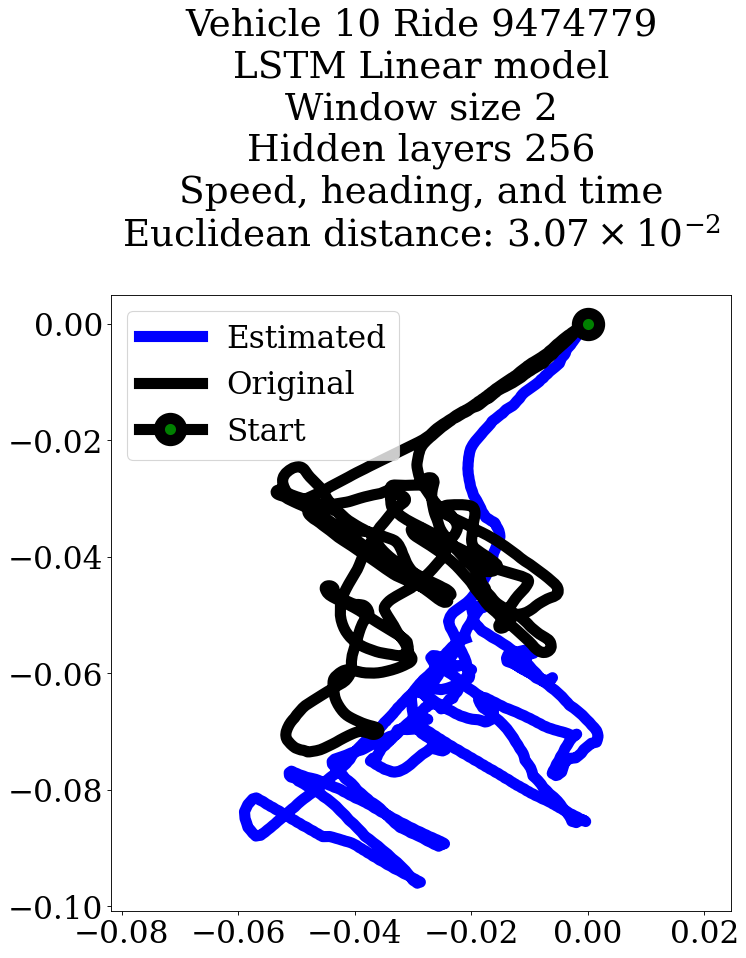 Vehicle 10 Ride 9474779
LSTM Linear model
Window size 2
Hidden layers 256
Speed, heading, and time
Euclidean distance: 3.07 × 10⁻²
Estimated
Original
Start
0.00
−0.02
−0.04
−0.06
−0.08
−0.10
−0.08 −0.06 −0.04 −0.02 0.00 0.02